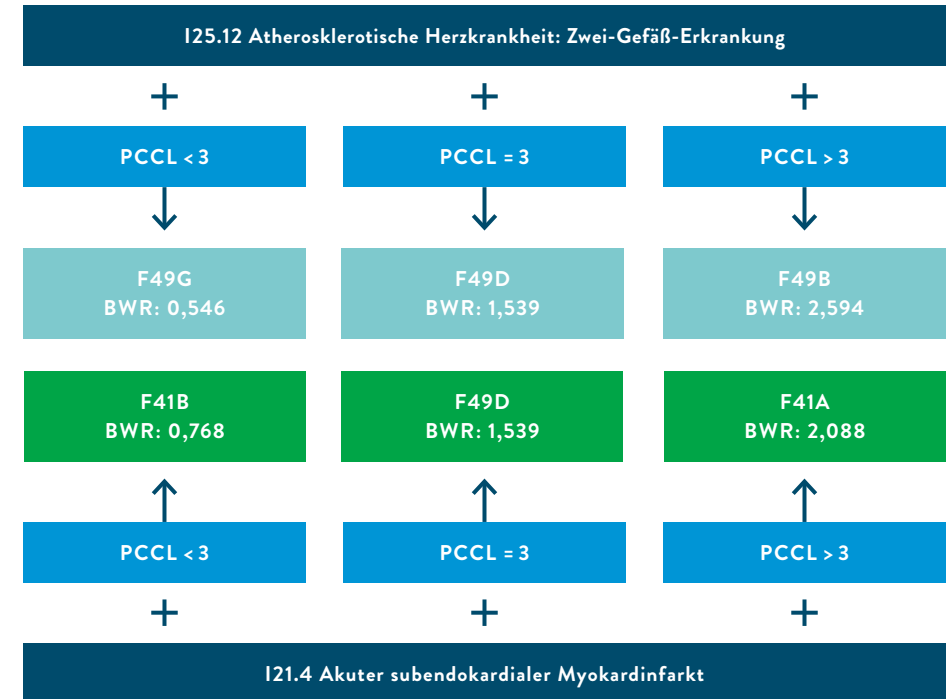 I25.12 Atherosklerotische Herzkrankheit: Zwei-Gefäß-Erkrankung
+ + +
PCCL < 3 PCCL = 3 PCCL > 3
F49G F49D F49B
BWR: 0,546 BWR: 1,539 BWR: 2,594
F41B F49D F41A
BWR: 0,768 BWR: 1,539 BWR: 2,088
PCCL < 3 PCCL = 3 PCCL > 3
+ + +
I21.4 Akuter subendokardialer Myokardinfarkt